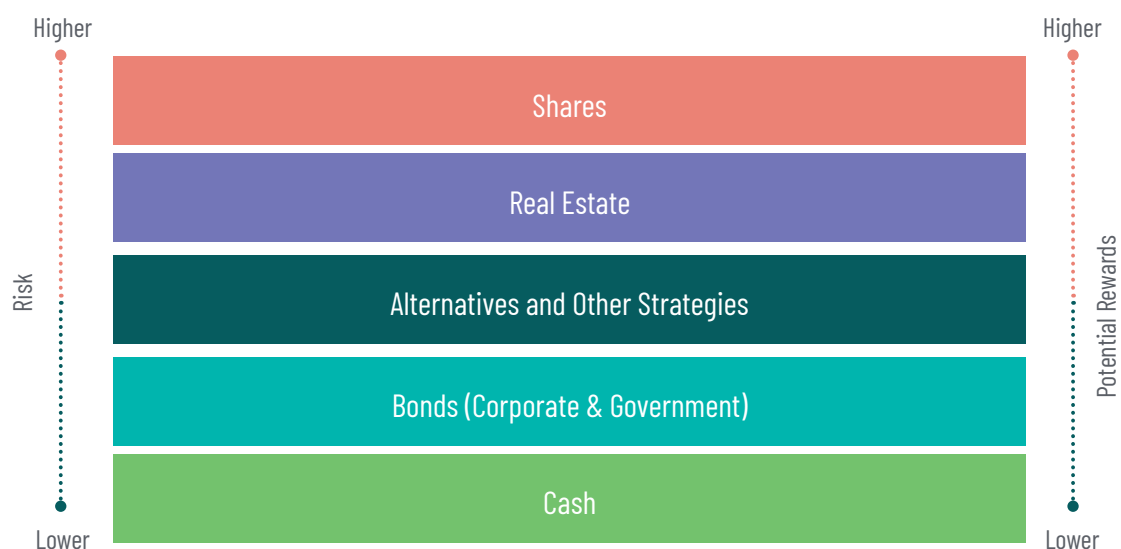 Higher
Higher
Shares
Real Estate
Risk
Alternatives and Other Strategies
Potential Rewards
Bonds (Corporate & Government)
Cash
Lower
Lower